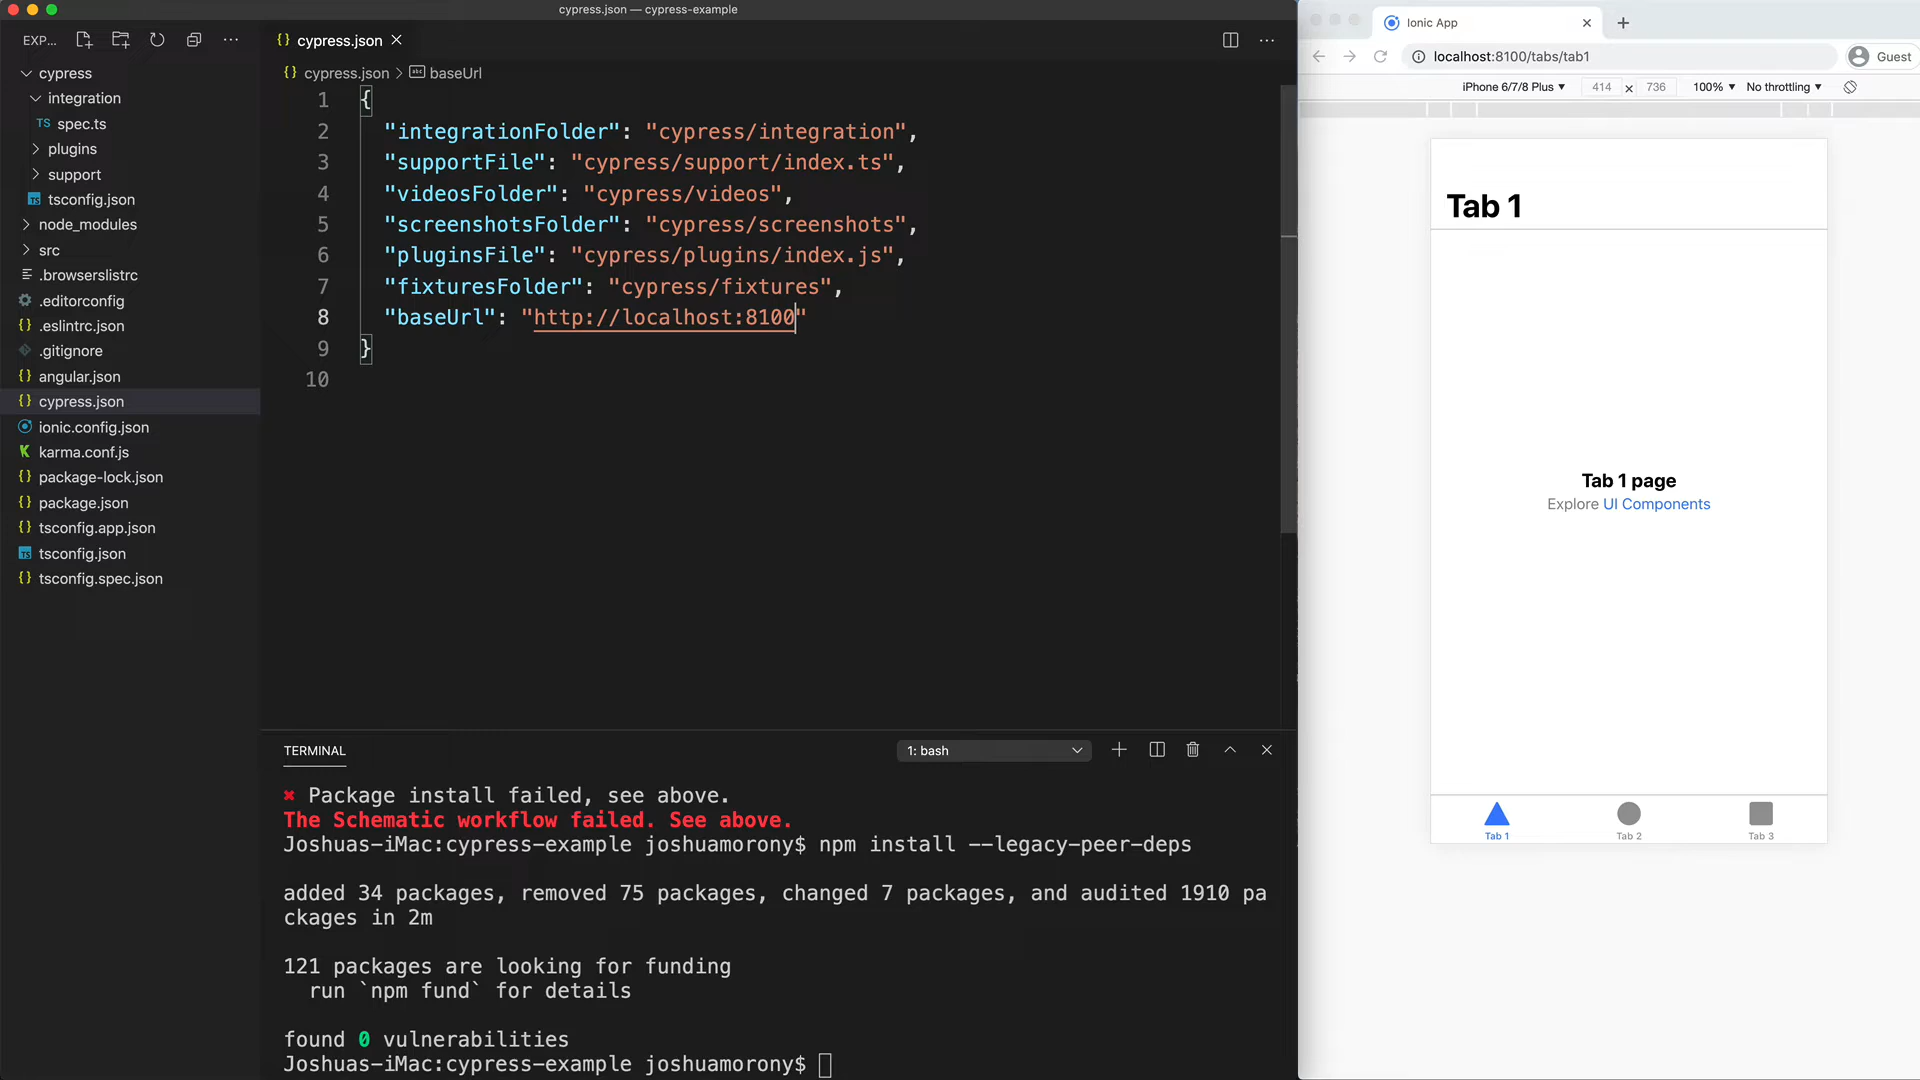 cypress.json — cypress-example
EXP...
cypress
integration
TS spec.ts
plugins
support
TS tsconfig.json
node_modules
src
.browserslistrc
.editorconfig
{} .eslintrc.json
.gitignore
{} angular.json
{} cypress.json
ionic.config.json
K karma.conf.js
{} package-lock.json
{} package.json
{} tsconfig.app.json
TS tsconfig.json
{} tsconfig.spec.json
{} cypress.json
{} cypress.json > abc baseUrl
1 {
2 "integrationFolder": "cypress/integration",
3 "supportFile": "cypress/support/index.ts",
4 "videosFolder": "cypress/videos",
5 "screenshotsFolder": "cypress/screenshots",
6 "pluginsFile": "cypress/plugins/index.js",
7 "fixturesFolder": "cypress/fixtures",
8 "baseUrl": "http://localhost:8100"
9 }
10
TERMINAL
1: bash
✖ Package install failed, see above.
The Schematic workflow failed. See above.
Joshuas-iMac:cypress-example joshuamorony$ npm install --legacy-peer-deps
added 34 packages, removed 75 packages, changed 7 packages, and audited 1910 pa
ckages in 2m
121 packages are looking for funding
run `npm fund` for details
found 0 vulnerabilities
Joshuas-iMac:cypress-example joshuamorony$
Ionic App
localhost:8100/tabs/tab1
Guest
iPhone 6/7/8 Plus ▼ 414 × 736 100% ▼ No throttling ▼
Tab 1
Tab 1 page
Explore UI Components
Tab 1
Tab 2
Tab 3